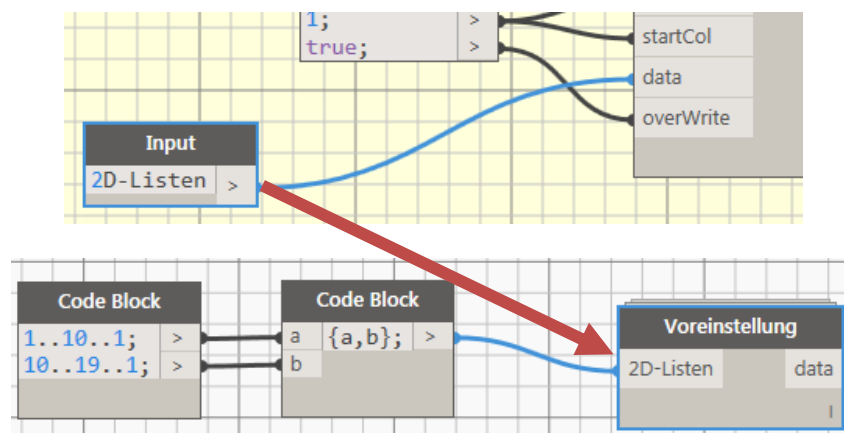 1; >
true; >
startCol
data
overWrite
Input
2D-Listen >
Code Block
1..10..1; >
10..19..1; >
Code Block
a {a,b}; >
b
Voreinstellung
2D-Listen data
l